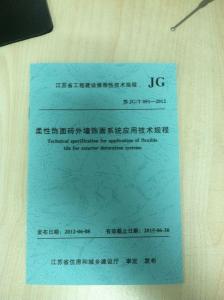 江苏省工程建设推荐性技术规程 JG
苏 JG/T 051—2012
柔性饰面砖外墙饰面系统应用技术规程
Technical specification for application of flexible
tile for exterior decoration systems
发布日期：2012-06-08 有效截止日期：2015-06-30
江苏省住房和城乡建设厅 审定 发布